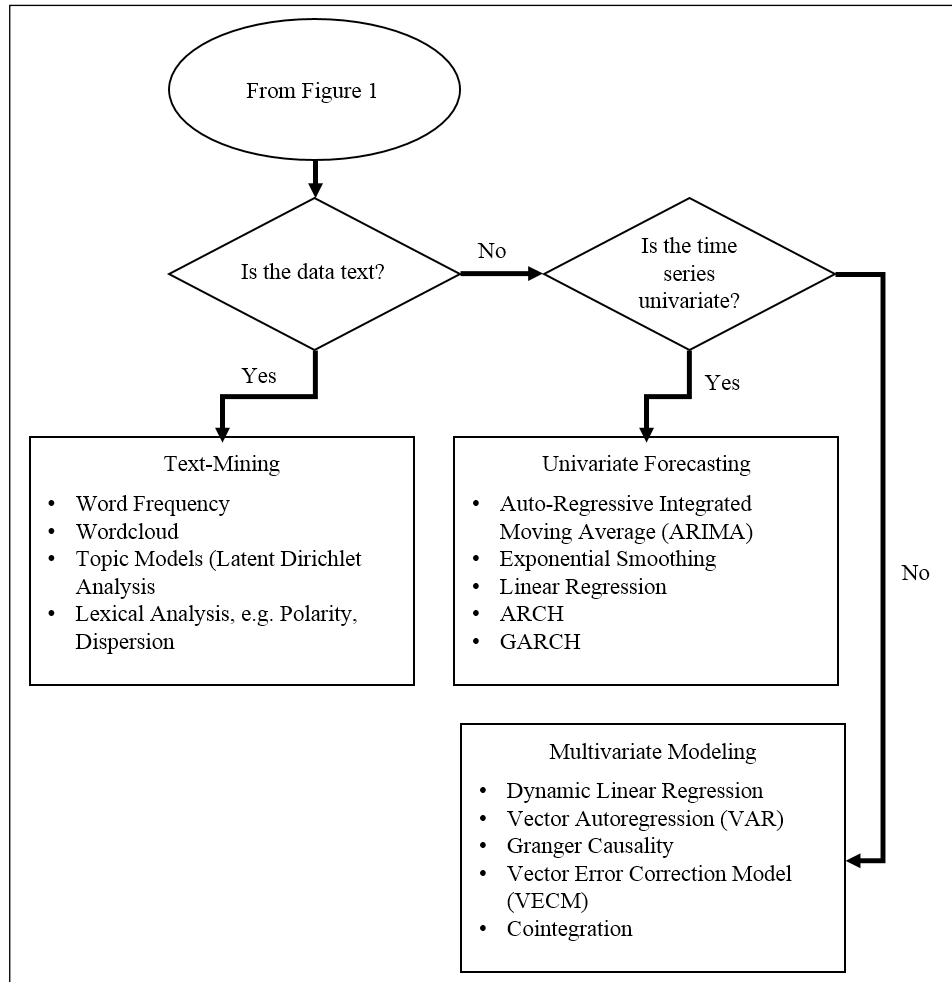 From Figure 1
Is the data text?
No
Is the time
series
univariate?
Yes
Yes
No
Text-Mining
• Word Frequency
• Wordcloud
• Topic Models (Latent Dirichlet
Analysis
• Lexical Analysis, e.g. Polarity,
Dispersion
Univariate Forecasting
• Auto-Regressive Integrated
Moving Average (ARIMA)
• Exponential Smoothing
• Linear Regression
• ARCH
• GARCH
Multivariate Modeling
• Dynamic Linear Regression
• Vector Autoregression (VAR)
• Granger Causality
• Vector Error Correction Model
(VECM)
• Cointegration